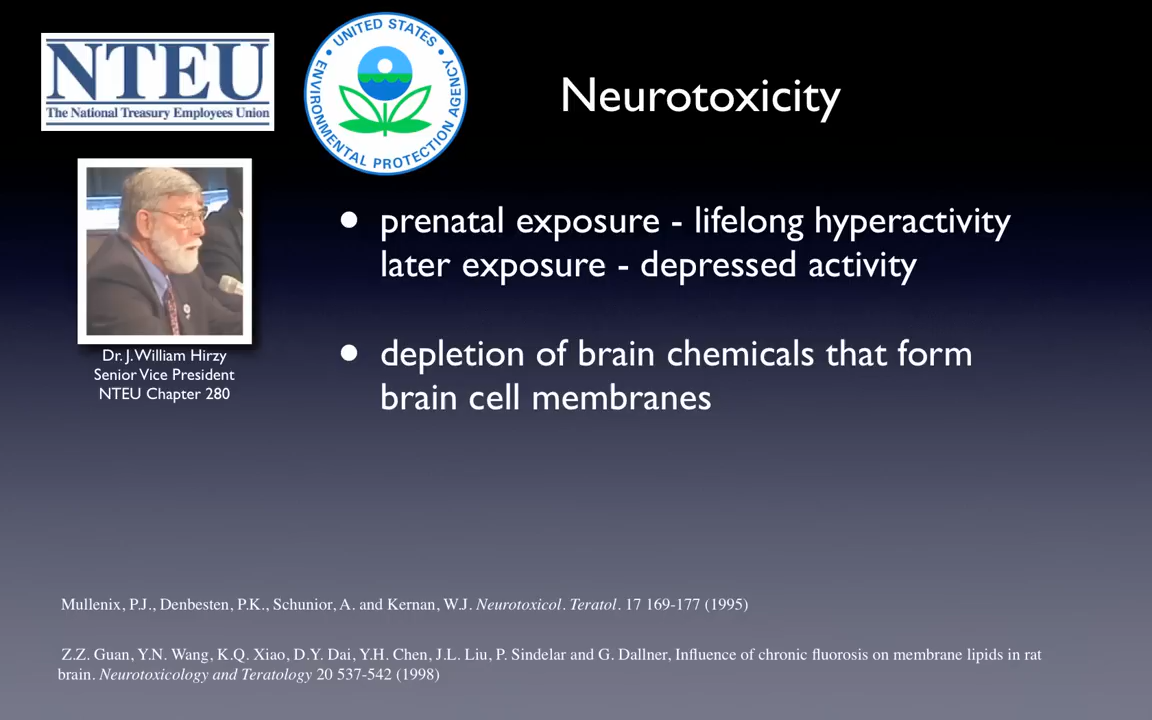 NTEU
The National Treasury Employees Union
UNITED STATES
ENVIRONMENTAL PROTECTION AGENCY
Neurotoxicity
Dr. J. William Hirzy
Senior Vice President
NTEU Chapter 280
• prenatal exposure - lifelong hyperactivity
later exposure - depressed activity
• depletion of brain chemicals that form
brain cell membranes
Mullenix, P.J., Denbesten, P.K., Schunior, A. and Kernan, W.J. Neurotoxicol. Teratol. 17 169-177 (1995)
Z.Z. Guan, Y.N. Wang, K.Q. Xiao, D.Y. Dai, Y.H. Chen, J.L. Liu, P. Sindelar and G. Dallner, Influence of chronic fluorosis on membrane lipids in rat
brain. Neurotoxicology and Teratology 20 537-542 (1998)